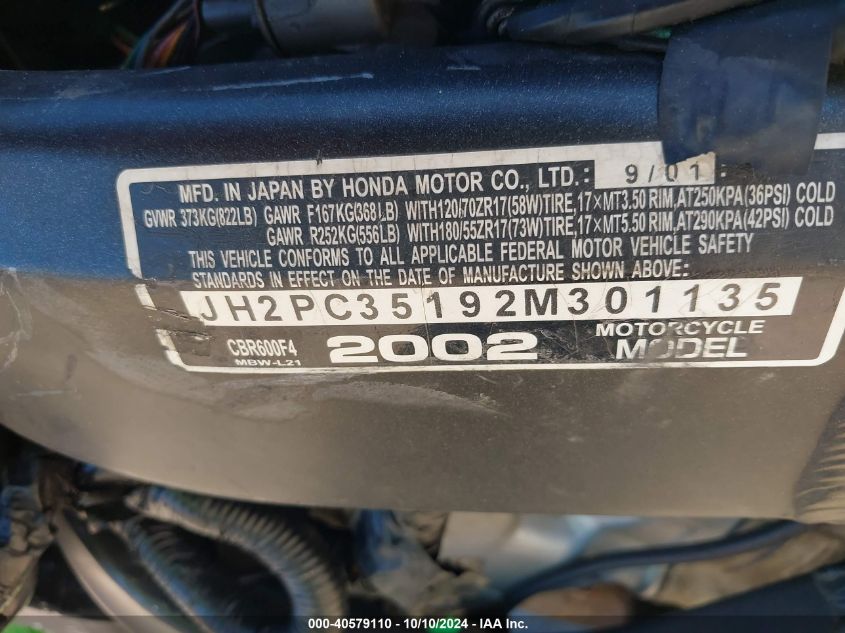 MFD. IN JAPAN BY HONDA MOTOR CO., LTD.: 9/01
GVWR 373KG(822LB) GAWR F167KG(368LB) WITH120/70ZR17(58W)TIRE,17×MT3.50 RIM,AT250KPA(36PSI) COLD
GAWR R252KG(556LB) WITH180/55ZR17(73W)TIRE,17×MT5.50 RIM,AT290KPA(42PSI) COLD
THIS VEHICLE CONFORMS TO ALL APPLICABLE FEDERAL MOTOR VEHICLE SAFETY
STANDARDS IN EFFECT ON THE DATE OF MANUFACTURE SHOWN ABOVE:
JH2PC35192M301135
CBR600F4 2002 MOTORCYCLE
MBW-L21 MODEL
000-40579110 - 10/10/2024 - IAA Inc.